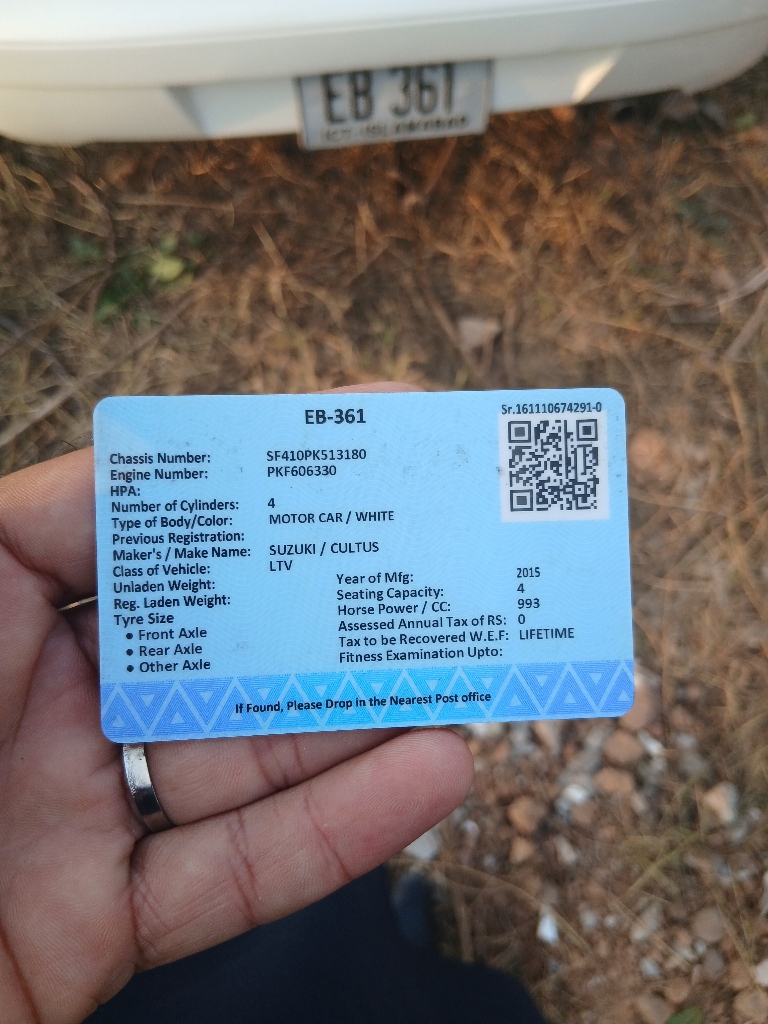 EB 361
ICT-ISLAMABAD
EB-361
Sr.161110674291-0
Chassis Number: SF410PK513180
Engine Number: PKF606330
HPA:
Number of Cylinders: 4
Type of Body/Color: MOTOR CAR / WHITE
Previous Registration:
Maker's / Make Name: SUZUKI / CULTUS
Class of Vehicle: LTV
Unladen Weight:
Reg. Laden Weight:
Tyre Size
• Front Axle
• Rear Axle
• Other Axle
Year of Mfg: 2015
Seating Capacity: 4
Horse Power / CC: 993
Assessed Annual Tax of RS: 0
Tax to be Recovered W.E.F: LIFETIME
Fitness Examination Upto:
If Found, Please Drop in the Nearest Post office